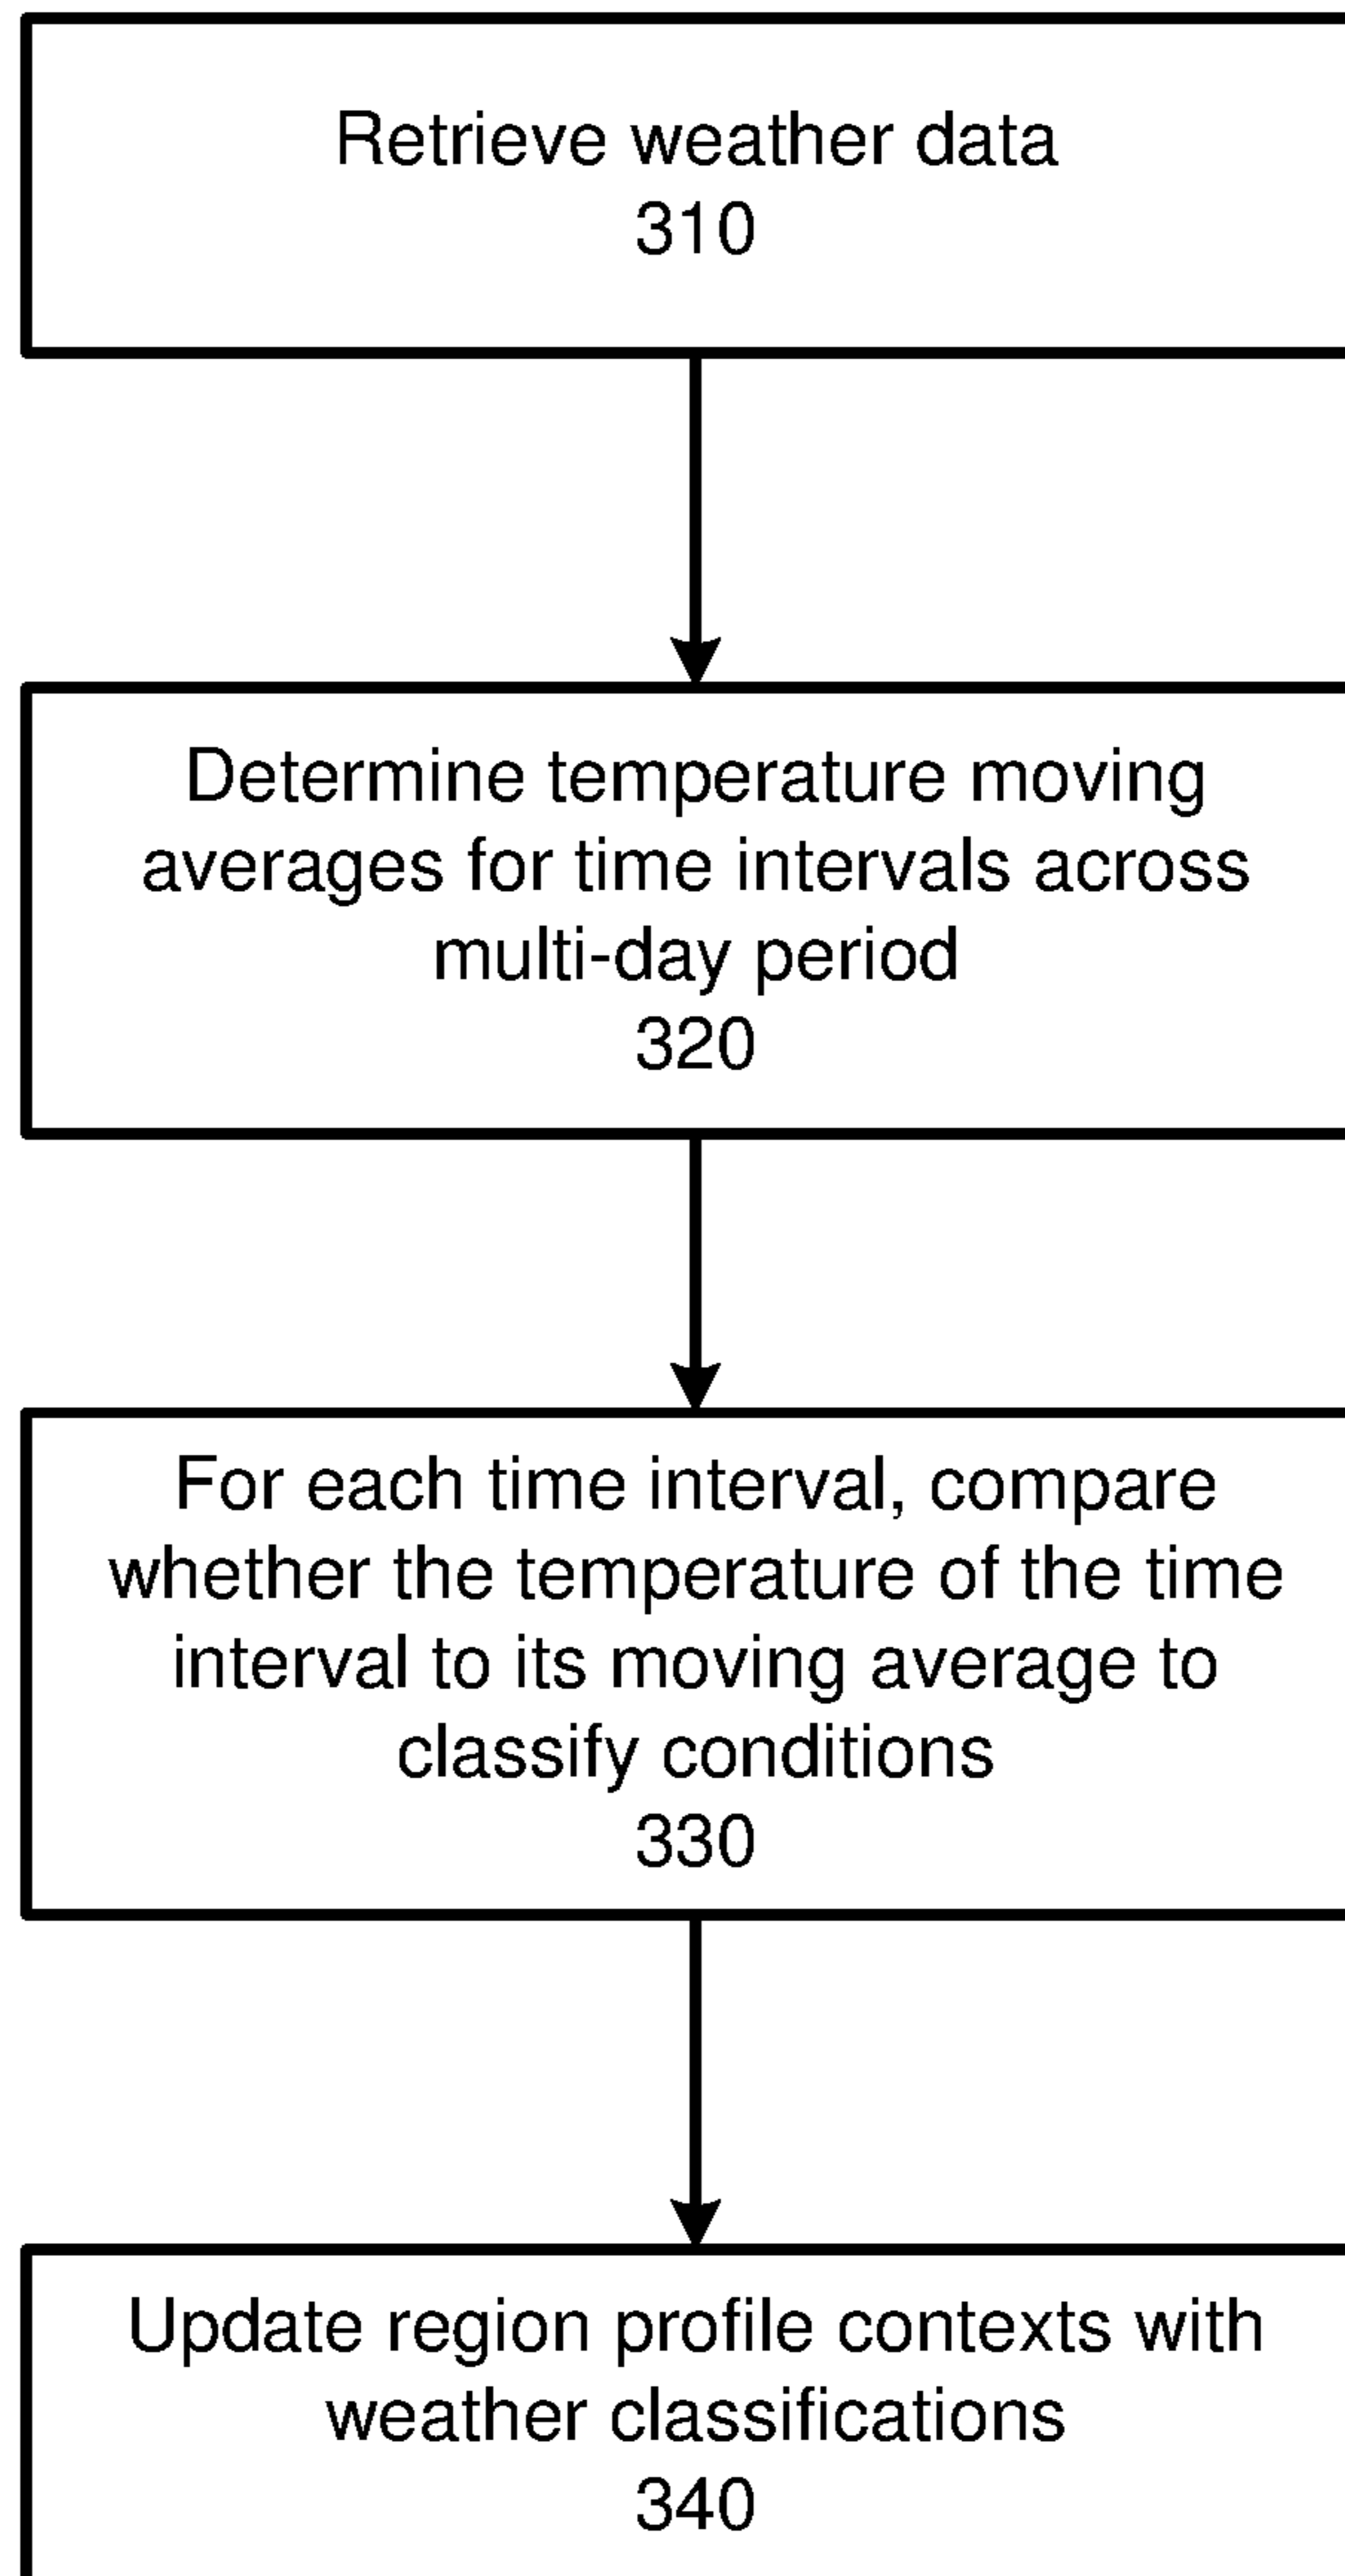 Retrieve weather data
310
Determine temperature moving
averages for time intervals across
multi-day period
320
For each time interval, compare
whether the temperature of the time
interval to its moving average to
classify conditions
330
Update region profile contexts with
weather classifications
340